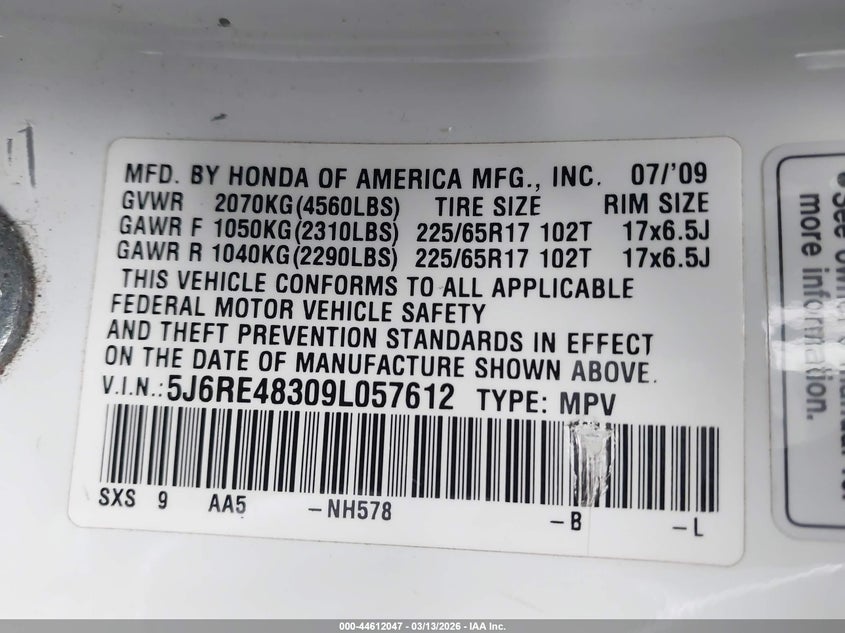 MFD. BY HONDA OF AMERICA MFG., INC. 07/'09
GVWR 2070KG(4560LBS) TIRE SIZE RIM SIZE
GAWR F 1050KG(2310LBS) 225/65R17 102T 17x6.5J
GAWR R 1040KG(2290LBS) 225/65R17 102T 17x6.5J
THIS VEHICLE CONFORMS TO ALL APPLICABLE
FEDERAL MOTOR VEHICLE SAFETY
AND THEFT PREVENTION STANDARDS IN EFFECT
ON THE DATE OF MANUFACTURE SHOWN ABOVE.
V.I.N.: 5J6RE48309L057612 TYPE: MPV
SXS 9 AA5 -NH578 -B -L
•See owner's
more information.
000-44612047 - 03/13/2026 - IAA Inc.